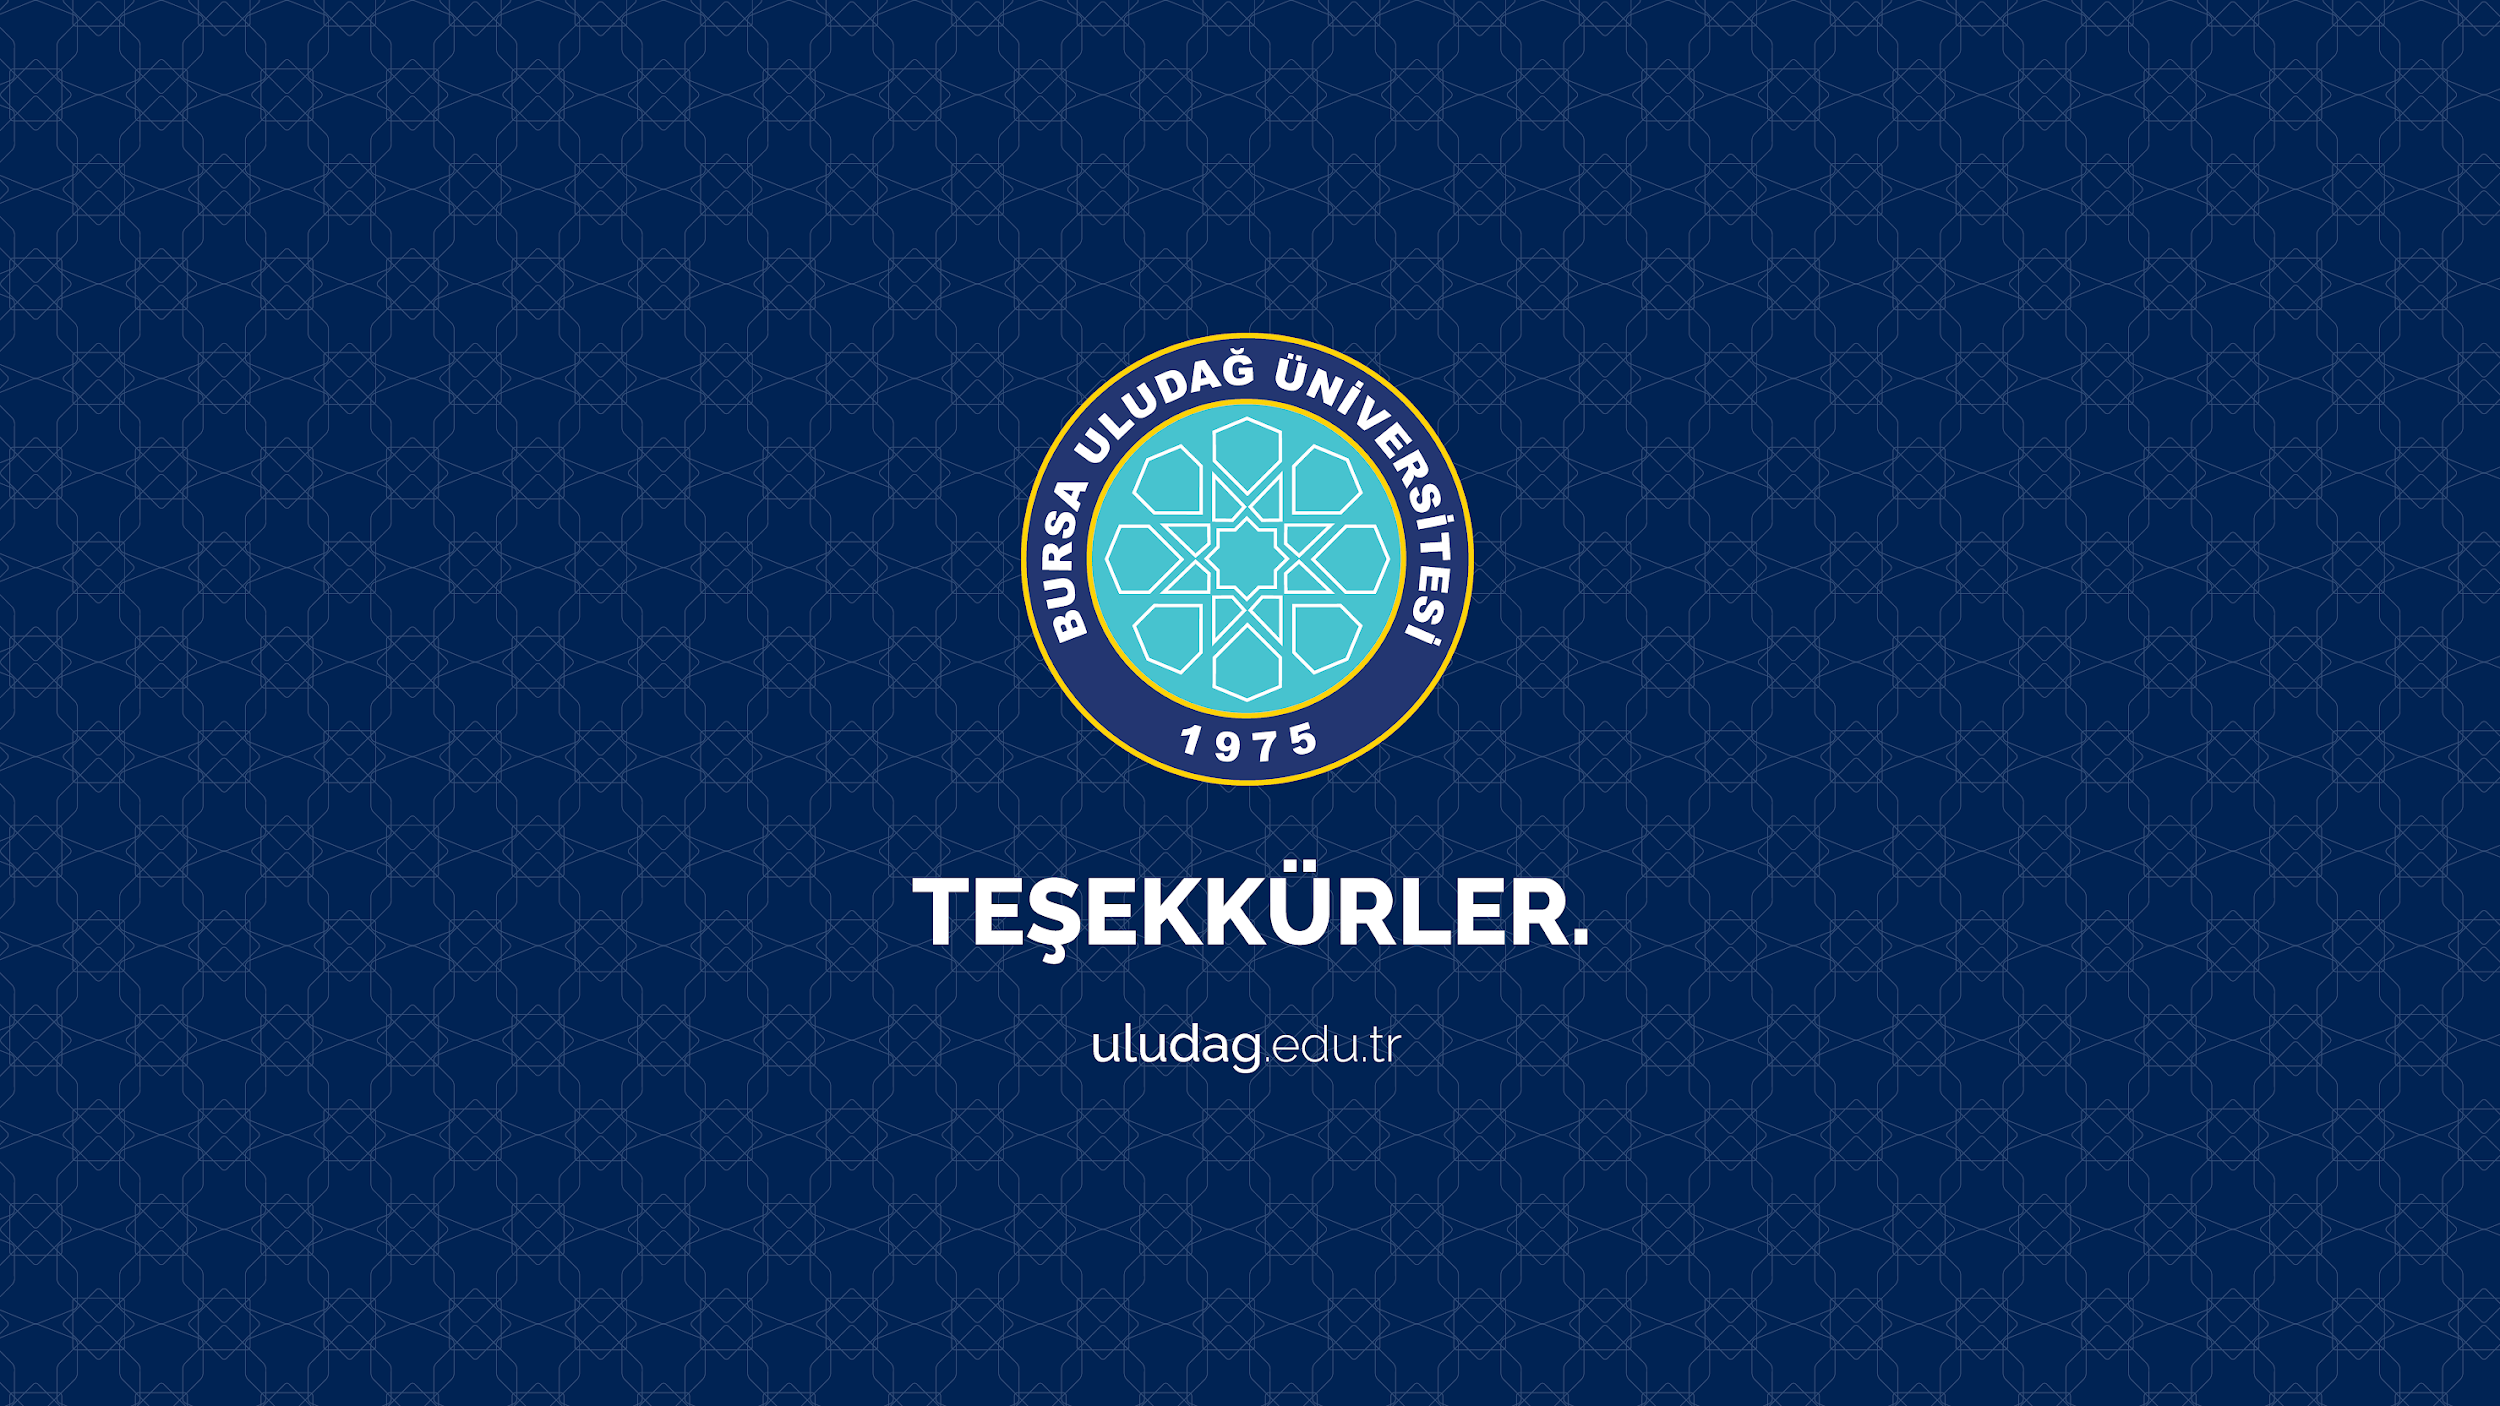 BURSA ULUDAĞ ÜNİVERSİTESİ
1975
TEŞEKKÜRLER.
uludag.edu.tr